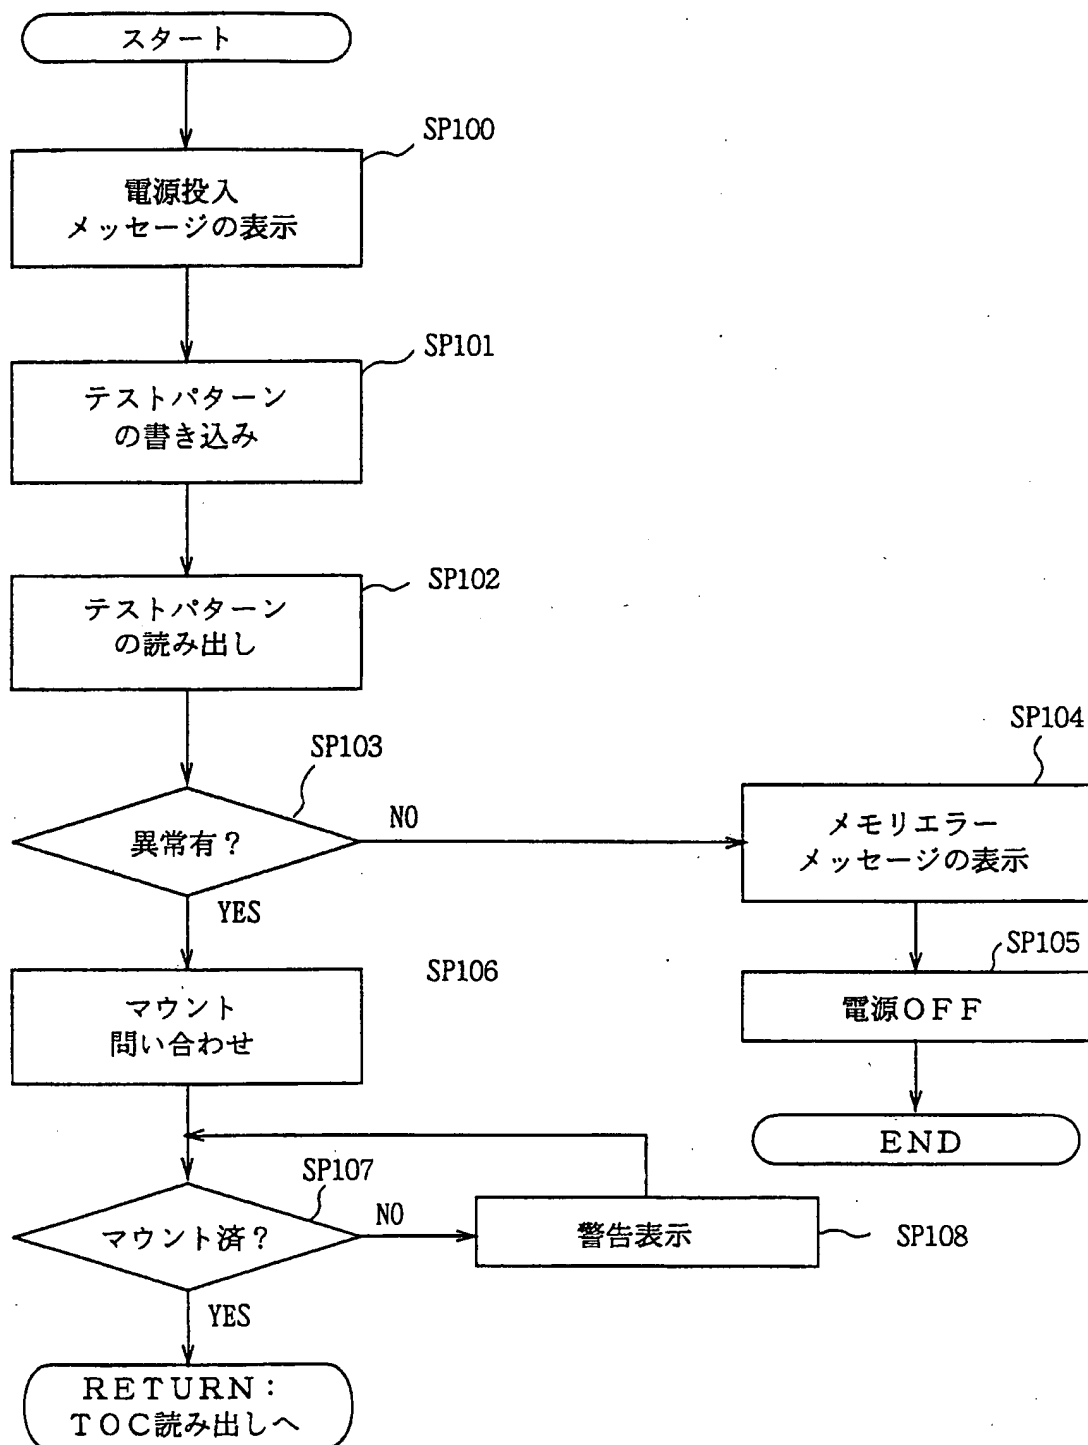 スタート
SP100
電源投入
メッセージの表示
SP101
テストパターン
の書き込み
SP102
テストパターン
の読み出し
SP103
異常有？
NO
YES
SP104
メモリエラー
メッセージの表示
SP105
電源OFF
END
SP106
マウント
問い合わせ
SP107
マウント済？
NO
YES
警告表示
SP108
RETURN：
TOC読み出しへ